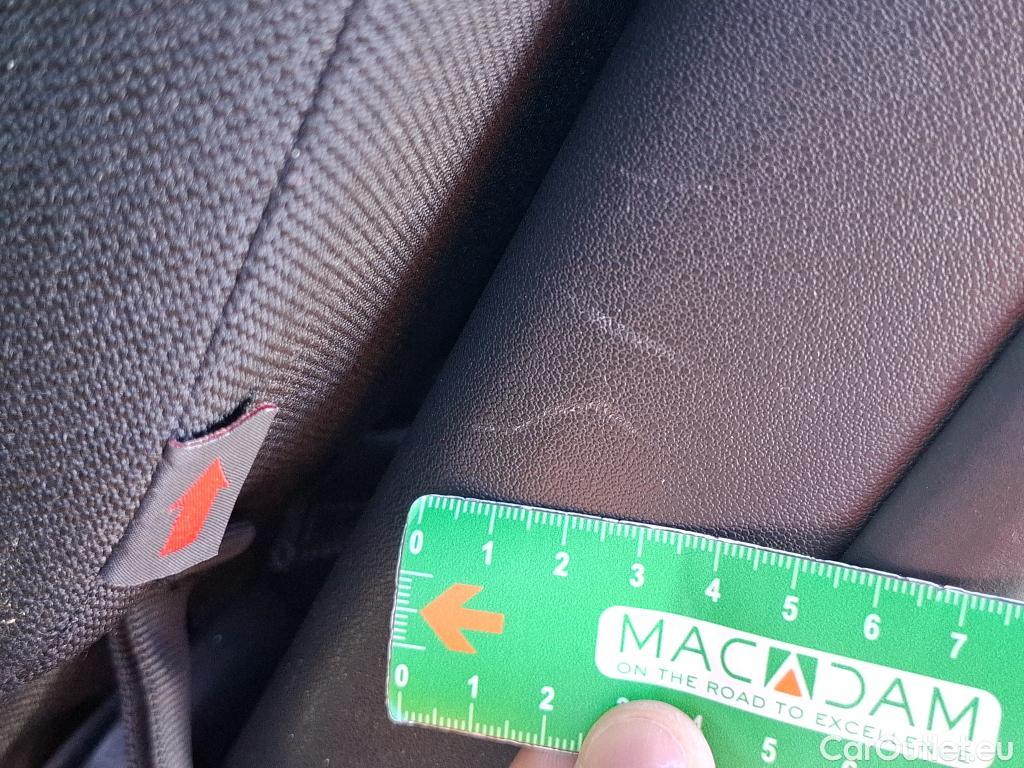 0 1 2 3 4 5 6 7
MACADAM
ON THE ROAD TO EXCELLENCE
0 1 2 5
CarOutlet.eu